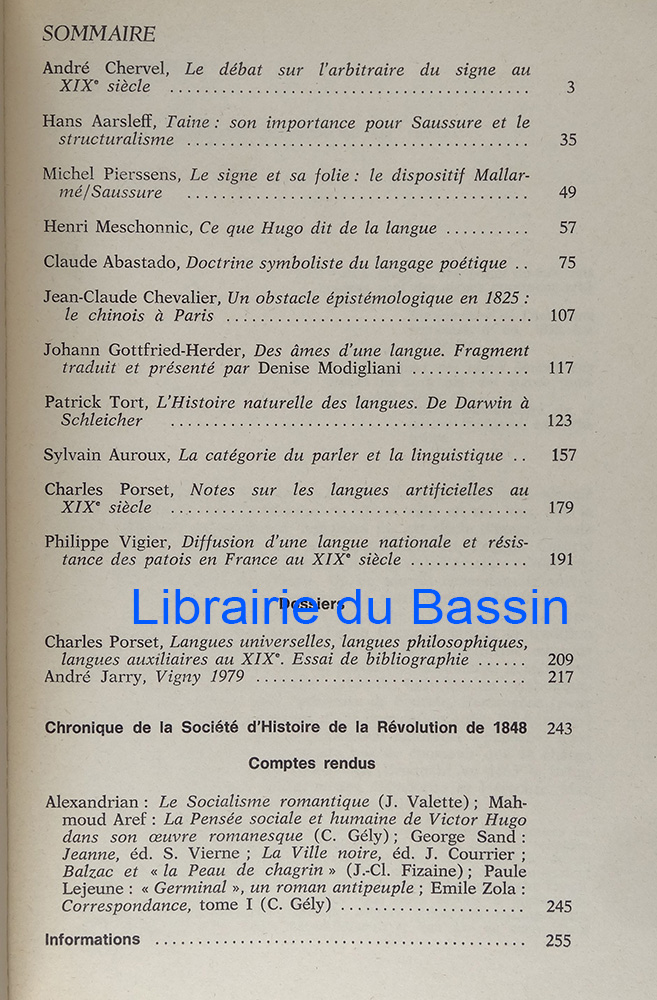 SOMMAIRE
André Chervel, Le débat sur l'arbitraire du signe au
XIXe siècle ........................................ 3
Hans Aarsleff, Taine : son importance pour Saussure et le
structuralisme ........................................ 35
Michel Pierssens, Le signe et sa folie : le dispositif Mallar-
mé/Saussure ........................................ 49
Henri Meschonnic, Ce que Hugo dit de la langue .......... 57
Claude Abastado, Doctrine symboliste du langage poétique .. 75
Jean-Claude Chevalier, Un obstacle épistémologique en 1825 :
le chinois à Paris .................................... 107
Johann Gottfried-Herder, Des âmes d'une langue. Fragment
traduit et présenté par Denise Modigliani .............. 117
Patrick Tort, L'Histoire naturelle des langues. De Darwin à
Schleicher .......................................... 123
Sylvain Auroux, La catégorie du parler et la linguistique .. 157
Charles Porset, Notes sur les langues artificielles au
XIXe siècle .......................................... 179
Philippe Vigier, Diffusion d'une langue nationale et résis-
tance des patois en France au XIXe siècle .............. 191
Dossiers
Librairie du Bassin
Charles Porset, Langues universelles, langues philosophiques,
langues auxiliaires au XIXe. Essai de bibliographie ...... 209
André Jarry, Vigny 1979 ................................ 217
Chronique de la Société d'Histoire de la Révolution de 1848 243
Comptes rendus
Alexandrian : Le Socialisme romantique (J. Valette) ; Mah-
moud Aref : La Pensée sociale et humaine de Victor Hugo
dans son œuvre romanesque (C. Gély) ; George Sand :
Jeanne, éd. S. Vierne ; La Ville noire, éd. J. Courrier ;
Balzac et « la Peau de chagrin » (J.-Cl. Fizaine) ; Paule
Lejeune : « Germinal », un roman antipeuple ; Emile Zola :
Correspondance, tome I (C. Gély) ...................... 245
Informations ............................................ 255